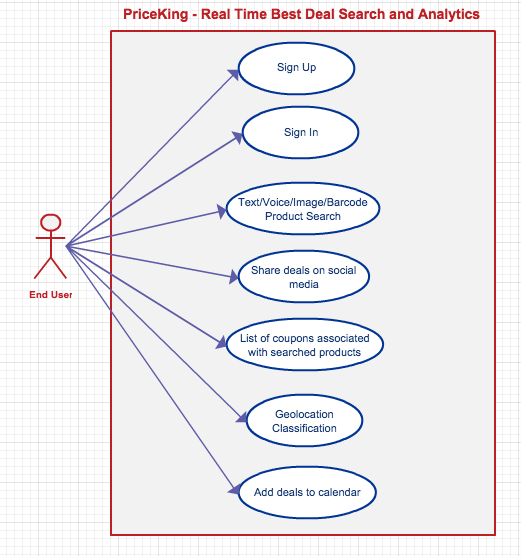 PriceKing - Real Time Best Deal Search and Analytics
Sign Up
Sign In
Text/Voice/Image/Barcode
Product Search
End User
Share deals on social
media
List of coupons associated
with searched products
Geolocation
Classification
Add deals to calendar